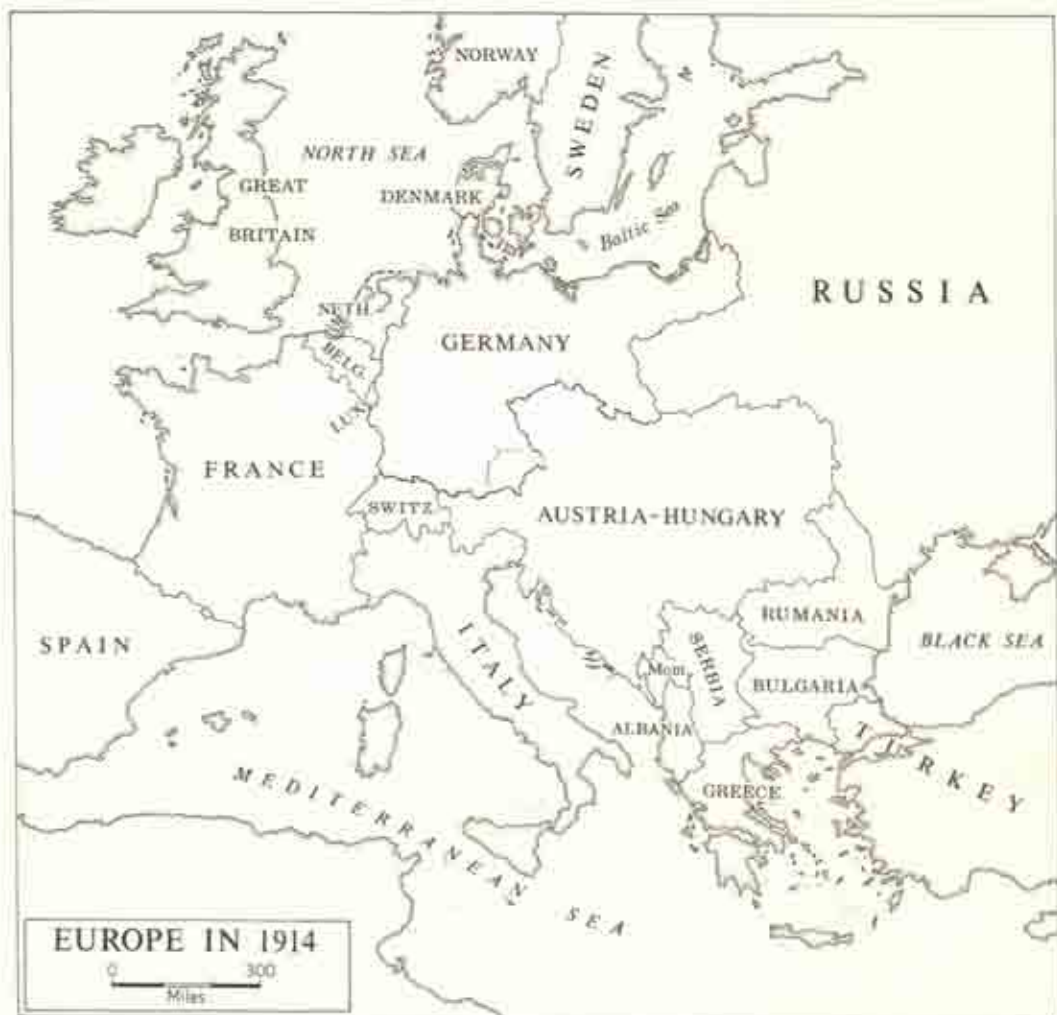 NORWAY
SWEDEN
NORTH SEA
GREAT
BRITAIN
DENMARK
Baltic Sea
RUSSIA
NETH.
BELG.
LUX.
GERMANY
FRANCE
SWITZ
AUSTRIA-HUNGARY
RUMANIA
BLACK SEA
SPAIN
ITALY
Mont.
SERBIA
BULGARIA
ALBANIA
TURKEY
GREECE
MEDITERRANEAN SEA
EUROPE IN 1914
0 300
Miles